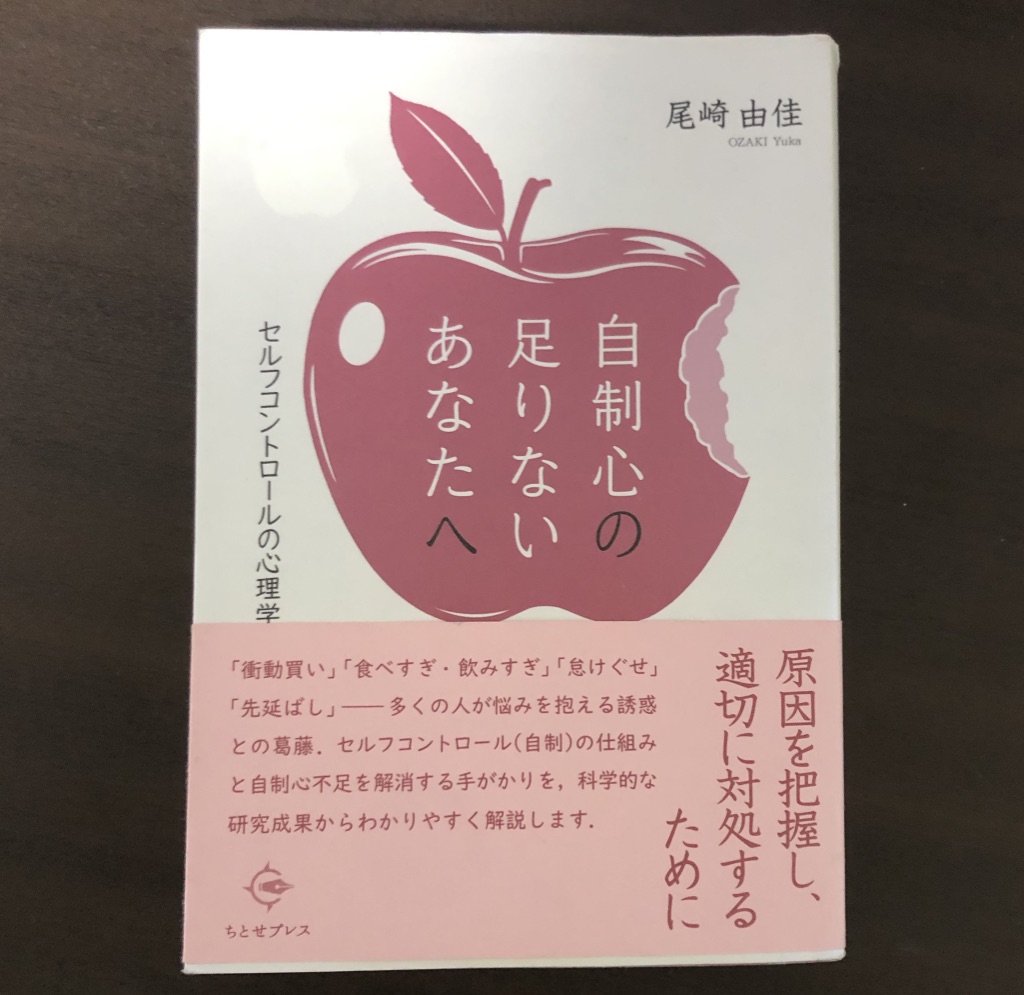 尾崎 由佳
OZAKI Yuka
自制心の
足りない
あなたへ
セルフコントロールの心理学
原因を把握し、
適切に対処する
ために
「衝動買い」「食べすぎ・飲みすぎ」「怠けぐせ」
「先延ばし」──多くの人が悩みを抱える誘惑
との葛藤．セルフコントロール(自制)の仕組み
と自制心不足を解消する手がかりを，科学的な
研究成果からわかりやすく解説します．
ちとせプレス